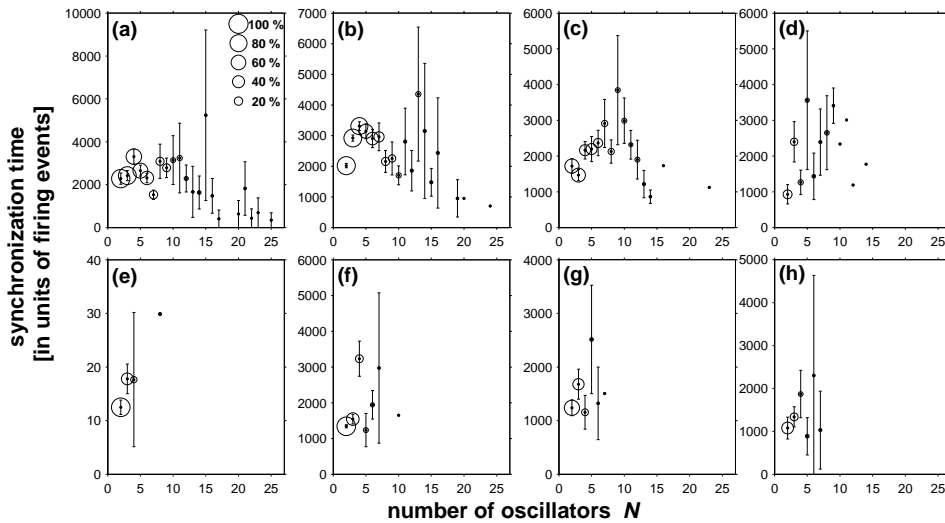 synchronization time
[in units of firing events]
(a)
100 %
80 %
60 %
40 %
20 %
10000
8000
6000
4000
2000
0
0 5 10 15 20 25
(b)
7000
6000
5000
4000
3000
2000
1000
0
0 5 10 15 20 25
(c)
6000
5000
4000
3000
2000
1000
0
0 5 10 15 20 25
(d)
6000
5000
4000
3000
2000
1000
0
0 5 10 15 20 25
(e)
40
30
20
10
0
0 5 10 15 20 25
(f)
6000
5000
4000
3000
2000
1000
0
0 5 10 15 20 25
(g)
4000
3000
2000
1000
0
0 5 10 15 20 25
(h)
5000
4000
3000
2000
1000
0
0 5 10 15 20 25
number of oscillators N